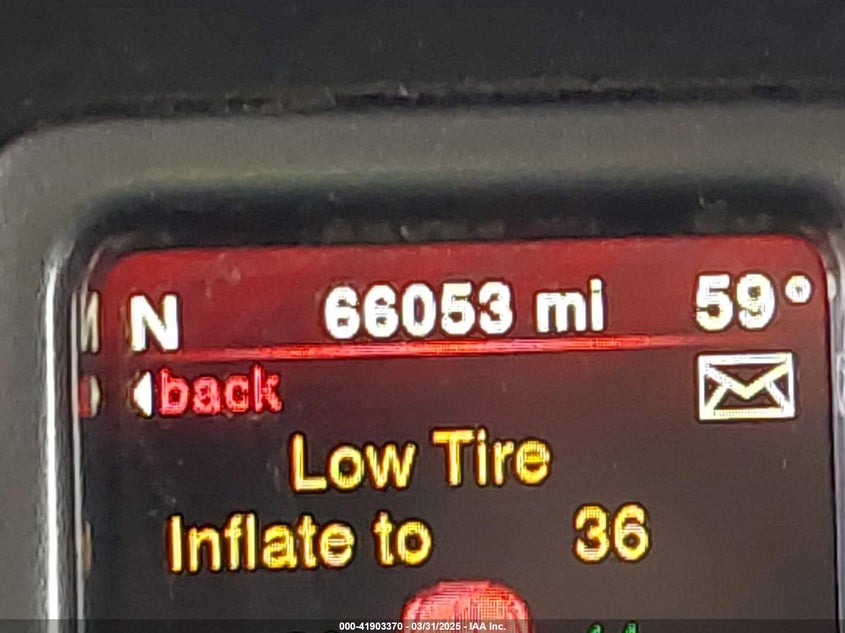 N 66053 mi 59°
back
Low Tire
Inflate to 36
000-41903370 - 03/31/2025 - IAA Inc.